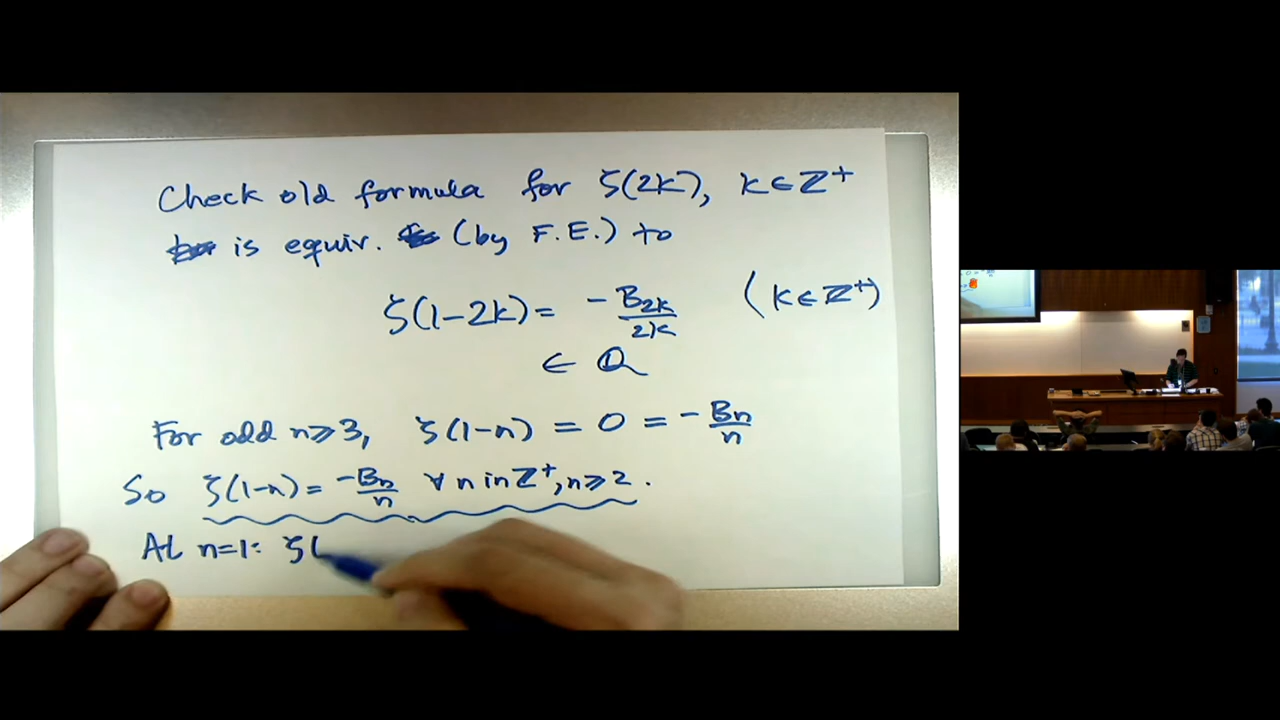 Check old formula for ζ(2k), k∈ℤ⁺
is equiv. (by F.E.) to
ζ(1-2k) = -B₂ₖ/2k (k∈ℤ⁺)
∈ ℚ
For odd n≥3, ζ(1-n) = 0 = -Bₙ/n
So ζ(1-n) = -Bₙ/n ∀ n in ℤ⁺, n≥2.
At n=1: ζ(